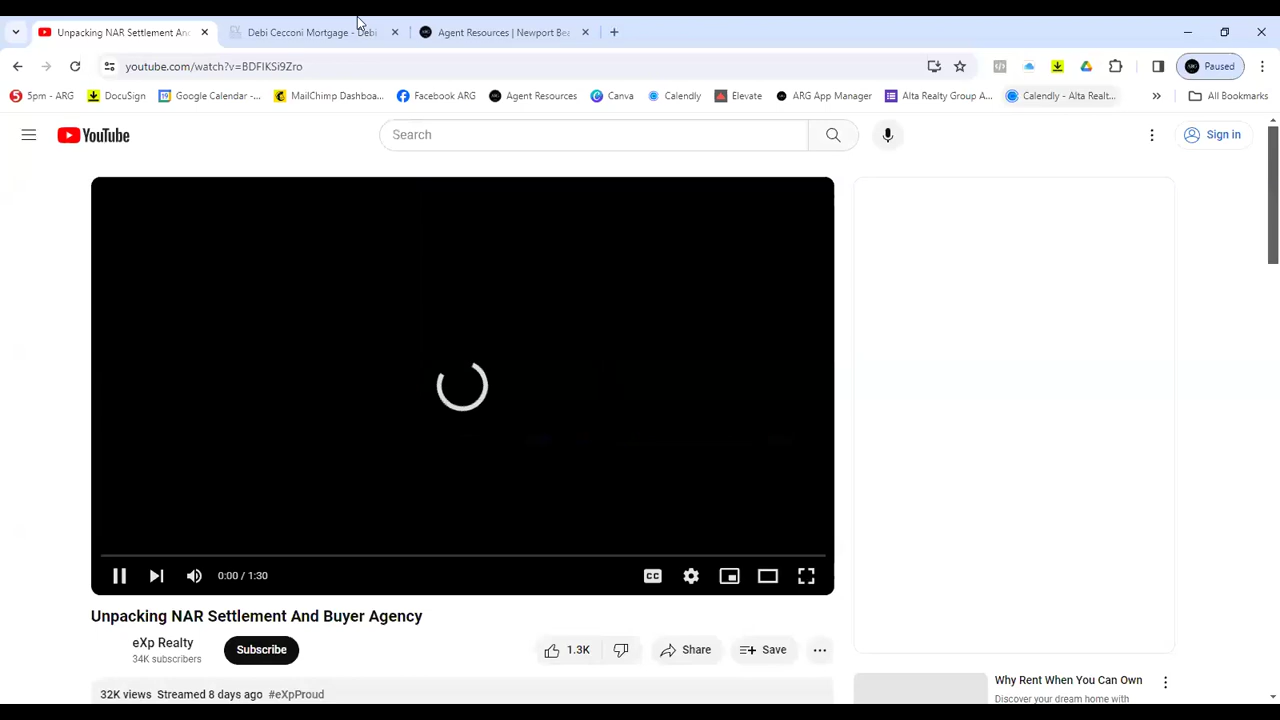 Unpacking NAR Settlement And
Debi Cecconi Mortgage - Debi
Agent Resources | Newport Bea
youtube.com/watch?v=BDFIKSi9Zro
Paused
5pm - ARG
DocuSign
Google Calendar -...
MailChimp Dashboa...
Facebook ARG
Agent Resources
Canva
Calendly
Elevate
ARG App Manager
Alta Realty Group A...
Calendly - Alta Realt...
All Bookmarks
YouTube
Search
Sign in
0:00 / 1:30
CC
Unpacking NAR Settlement And Buyer Agency
eXp Realty
34K subscribers
Subscribe
1.3K
Share
Save
32K views Streamed 8 days ago #eXpProud
Why Rent When You Can Own
Discover your dream home with